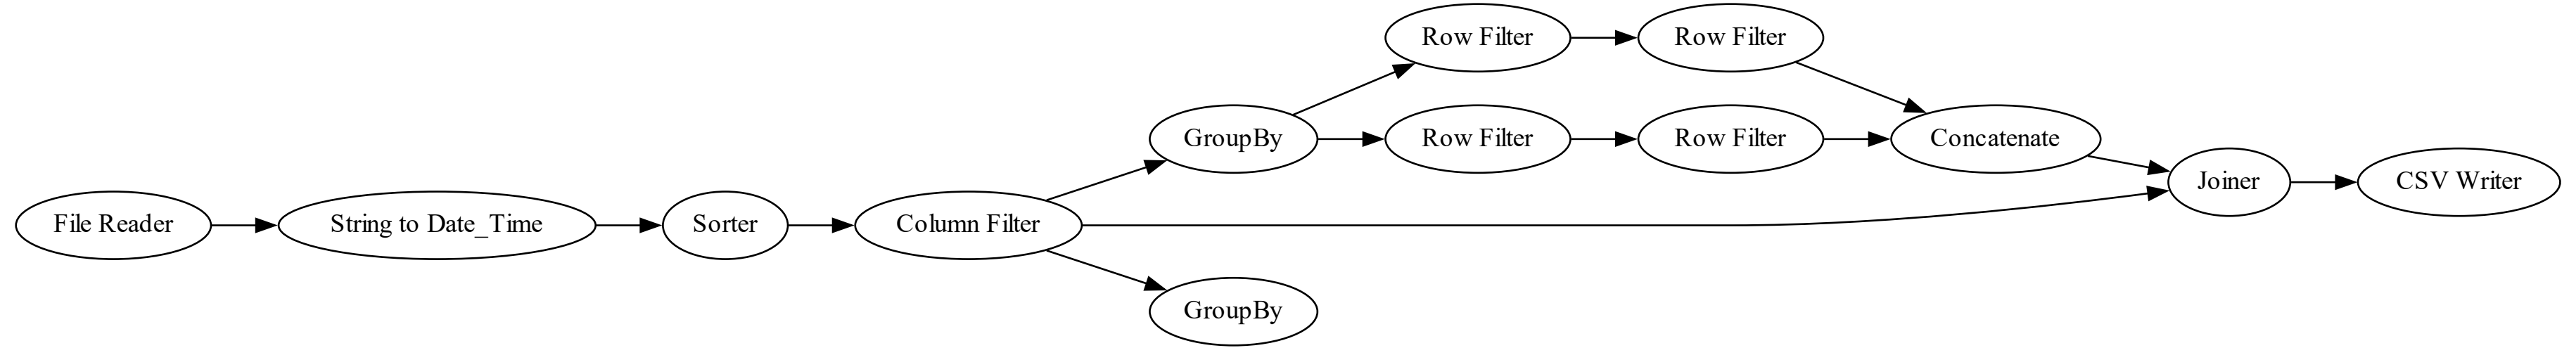 Row Filter
Row Filter
GroupBy
Row Filter
Row Filter
Concatenate
Joiner
CSV Writer
File Reader
String to Date_Time
Sorter
Column Filter
GroupBy